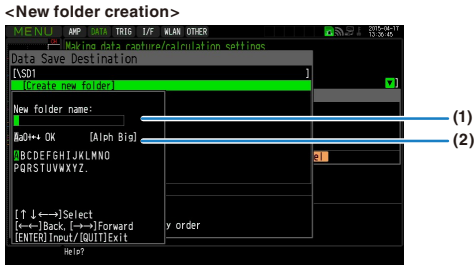 <New folder creation>
MENU AMP DATA TRIG I/F WLAN OTHER 2015-04-17 13:36:45
Making data capture/calculation settings
Data Save Destination
[\SD1 ]
[Create new folder]
New folder name:
(1)
AaO←↔ OK [Alph Big]
(2)
ABCDEFGHIJKLMNO
PQRSTUVWXYZ.
el
[↑↓←→]Select
[←←]Back, [→→]Forward
y order
[ENTER]Input/[QUIT]Exit
Help?